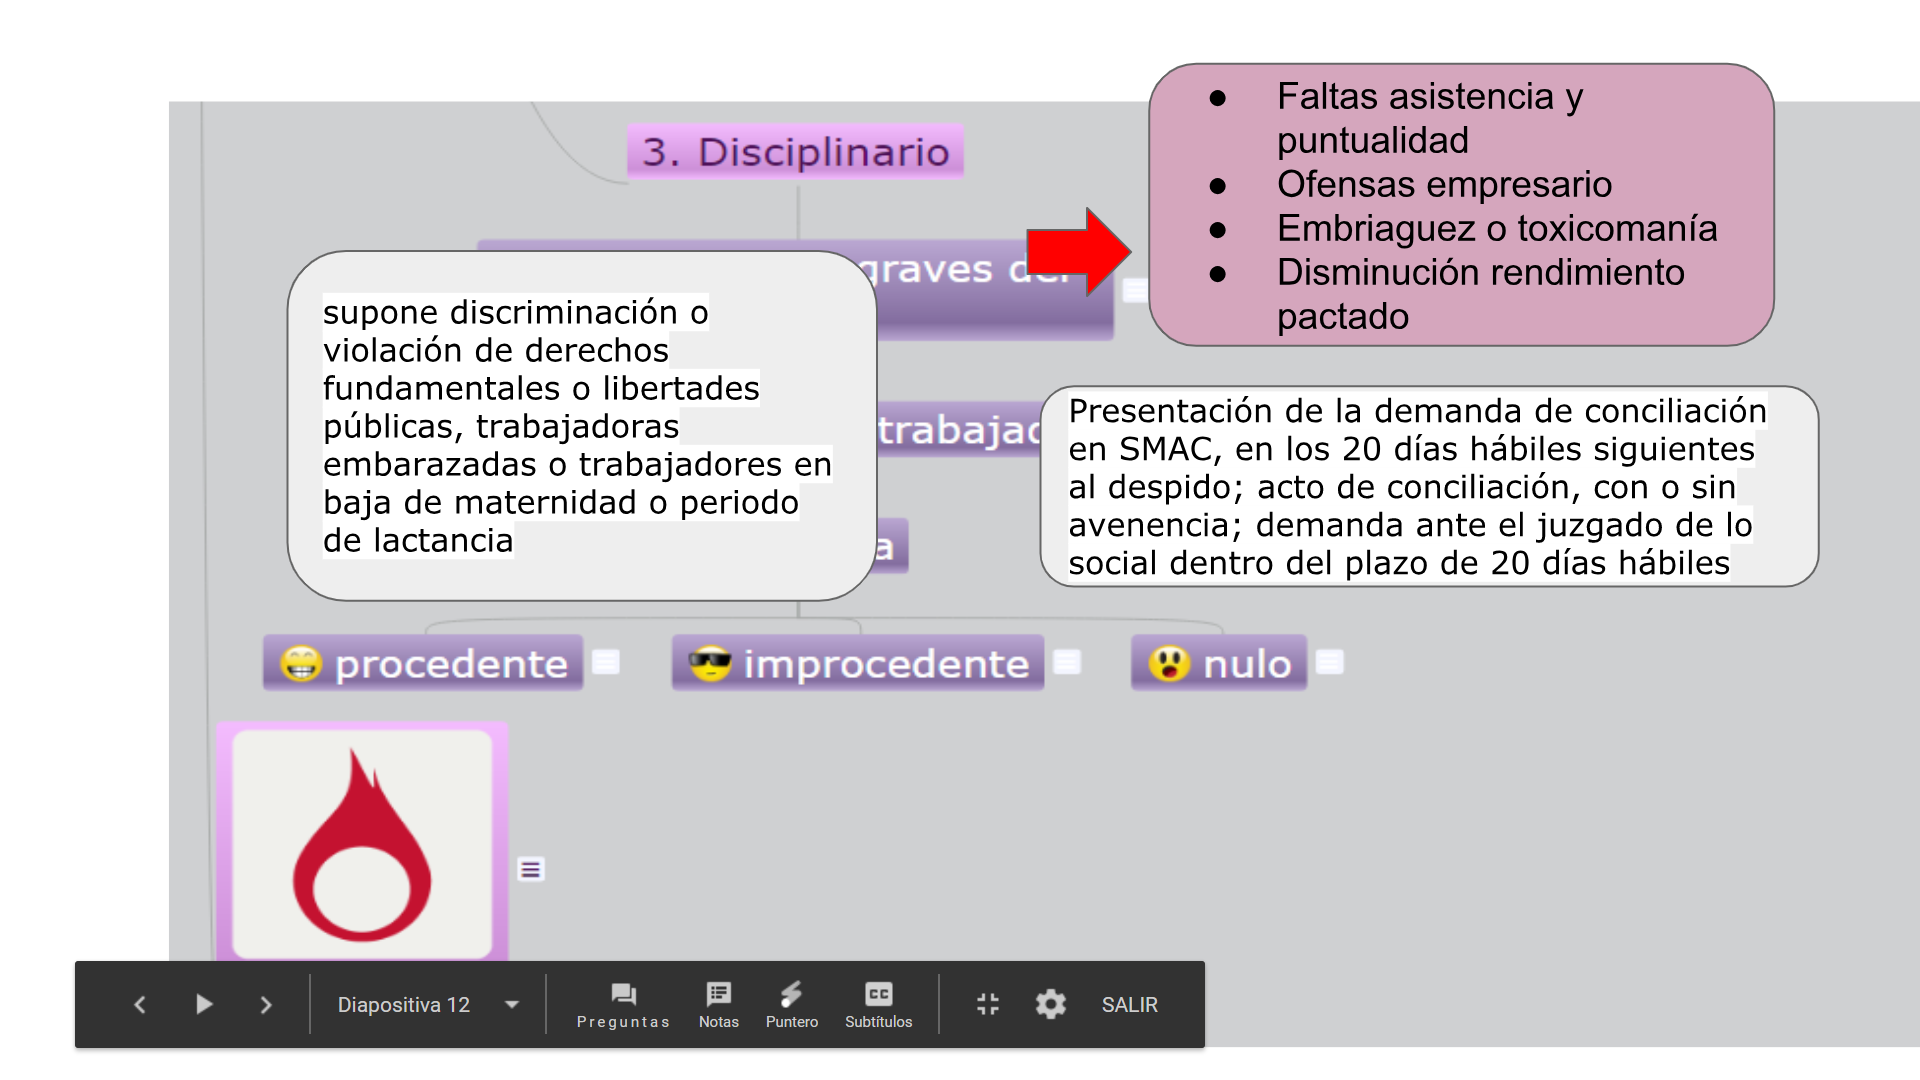 3. Disciplinario
Faltas asistencia y
puntualidad
Ofensas empresario
Embriaguez o toxicomanía
Disminución rendimiento
pactado
graves
supone discriminación o
violación de derechos
fundamentales o libertades
públicas, trabajadoras
embarazadas o trabajadores en
baja de maternidad o periodo
de lactancia
Presentación de la demanda de conciliación
en SMAC, en los 20 días hábiles siguientes
al despido; acto de conciliación, con o sin
avenencia; demanda ante el juzgado de lo
social dentro del plazo de 20 días hábiles
procedente
improcedente
nulo
Diapositiva 12
Preguntas
Notas
Puntero
Subtítulos
SALIR